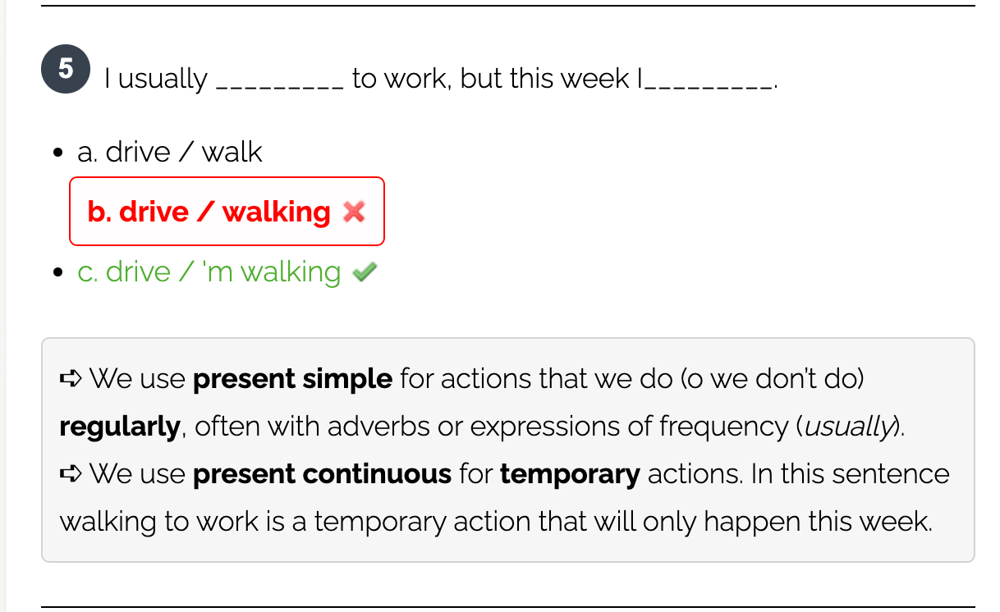 5 I usually _________ to work, but this week I_________.
• a. drive / walk
b. drive / walking ❌
• c. drive / 'm walking ✔
➪ We use present simple for actions that we do (o we don't do)
regularly, often with adverbs or expressions of frequency (usually).
➪ We use present continuous for temporary actions. In this sentence
walking to work is a temporary action that will only happen this week.